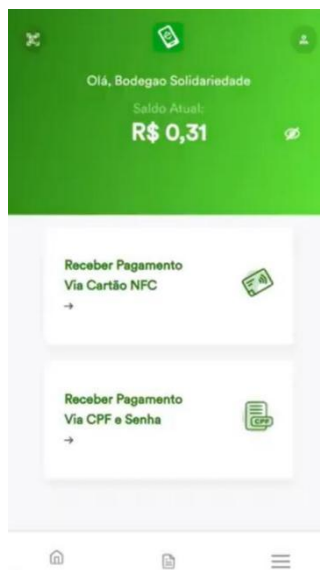 Olá, Bodegao Solidariedade
Saldo Atual:
R$ 0,31
Receber Pagamento
Via Cartão NFC
Receber Pagamento
Via CPF e Senha
CPF